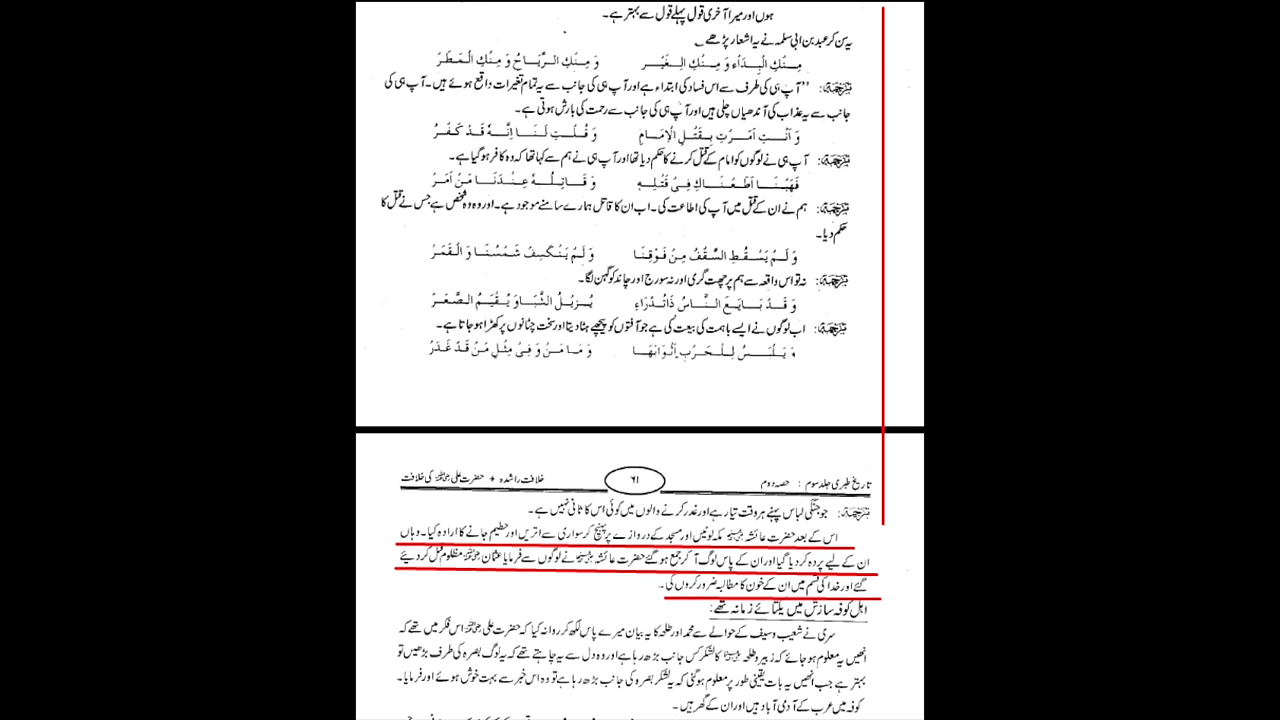 ہوں اور میرا آخری قول پہلے قول سے بہتر ہے۔
یہ سن کر عبد بن ابی سلمہ نے یہ اشعار پڑھے
مِنْكِ الْبِدَاءُ وَ مِنْكِ الْغِيَرْ وَ مِنْكِ الرِّيَاحُ وَ مِنْكِ الْمَطَرُ
ترجمہ: ''آپ ہی کی طرف سے اس فساد کی ابتداء ہے اور آپ ہی کی جانب سے یہ تمام تغیرات واقع ہوئے ہیں۔ آپ ہی کی
جانب سے یہ عذاب کی آندھیاں چلی ہیں اور آپ ہی کی جانب سے رحمت کی بارش ہوتی ہے۔
وَ اَنْتِ اَمَرْتِ بِقَتْلِ الْاِمَامِ وَ قُلْتِ لَنَا اِنَّهُ قَدْ كَفَرُ
ترجمہ: آپ ہی نے لوگوں کو امام کے قتل کرنے کا حکم دیا تھا اور آپ ہی نے ہم سے کہا تھا کہ وہ کافر ہو گیا ہے۔
فَهَبْنَا اَطَعْنَاكِ فِیْ قَتْلِهٖ وَ قَاتِلُهٗ عِنْدَنَا مَنْ اَمَرُ
ترجمہ: ہم نے ان کے قتل میں آپ کی اطاعت کی۔ اب ان کا قاتل ہمارے سامنے موجود ہے۔ اور وہ وہ شخص ہے جس نے قتل کا
حکم دیا۔
وَ لَمْ يَسْقُطِ السَّقْفُ مِنْ فَوْقِنَا وَ لَمْ يَنْكَسِفْ شَمْسُنَا وَ الْقَمَرُ
ترجمہ: نہ تو اس واقعہ سے ہم پر چھت گری اور نہ سورج اور چاند کو گہن لگا۔
وَ قَدْ بَايَعَ النَّاسُ ذَاتُدْرَاءِ يُزِيْلُ الشَّبَا وَ يُقِيْمُ الصَّعَرْ
ترجمہ: اب لوگوں نے ایسے باہمت کی بیعت کی ہے جو آفتوں کو پیچھے ہٹا دیتا اور سخت چٹانوں پر کھڑا ہو جاتا ہے۔
وَ يَلْبَسُ لِلْحَرْبِ اَثْوَابَهَا وَ مَا مَنْ وَ فِیْ مِثْلِ مَنْ قَدْ غَدَرُ
تاریخ طبری جلد سوم : حصہ دوم ۶۱ خلافت راشدہ + حضرت علی رضی اللہ عنہ کی خلافت
ترجمہ: جو جنگی لباس پہنے ہر وقت تیار ہے اور غدر کرنے والوں میں کوئی اس کا ثانی نہیں ہے۔
اس کے بعد حضرت عائشہ رضی اللہ عنہا مکہ لوٹیں اور مسجد کے دروازے پر پہنچ کر سواری سے اتریں اور حطیم جانے کا ارادہ کیا۔ وہاں
ان کے لیے پردہ کر دیا گیا اور ان کے پاس لوگ آ کر جمع ہو گئے حضرت عائشہ رضی اللہ عنہا نے لوگوں سے فرمایا عثمان رضی اللہ عنہ مظلوم قتل کر دیئے
گئے اور خدا کی قسم میں ان کے خون کا مطالبہ ضرور کروں گی۔
اہل کوفہ سازش میں یکتائے زمانہ تھے:
سری نے شعیب و سیف کے حوالے سے محمد اور طلحہ کا یہ بیان میرے پاس لکھ کر روانہ کیا کہ حضرت علی رضی اللہ عنہ اس فکر میں تھے کہ
انھیں یہ معلوم ہو جائے کہ زبیر و طلحہ رضی اللہ عنہما کا لشکر کس جانب بڑھ رہا ہے اور وہ دل سے یہ چاہتے تھے کہ یہ لوگ بصرہ کی طرف بڑھیں تو
بہتر ہے جب انھیں یہ بات یقینی طور پر معلوم ہو گئی کہ یہ لشکر بصرہ کی جانب بڑھ رہا ہے تو وہ اس خبر سے بہت خوش ہوئے اور فرمایا۔
کوفہ میں عرب کے آدمی آباد ہیں اور ان کے گھر ہیں۔